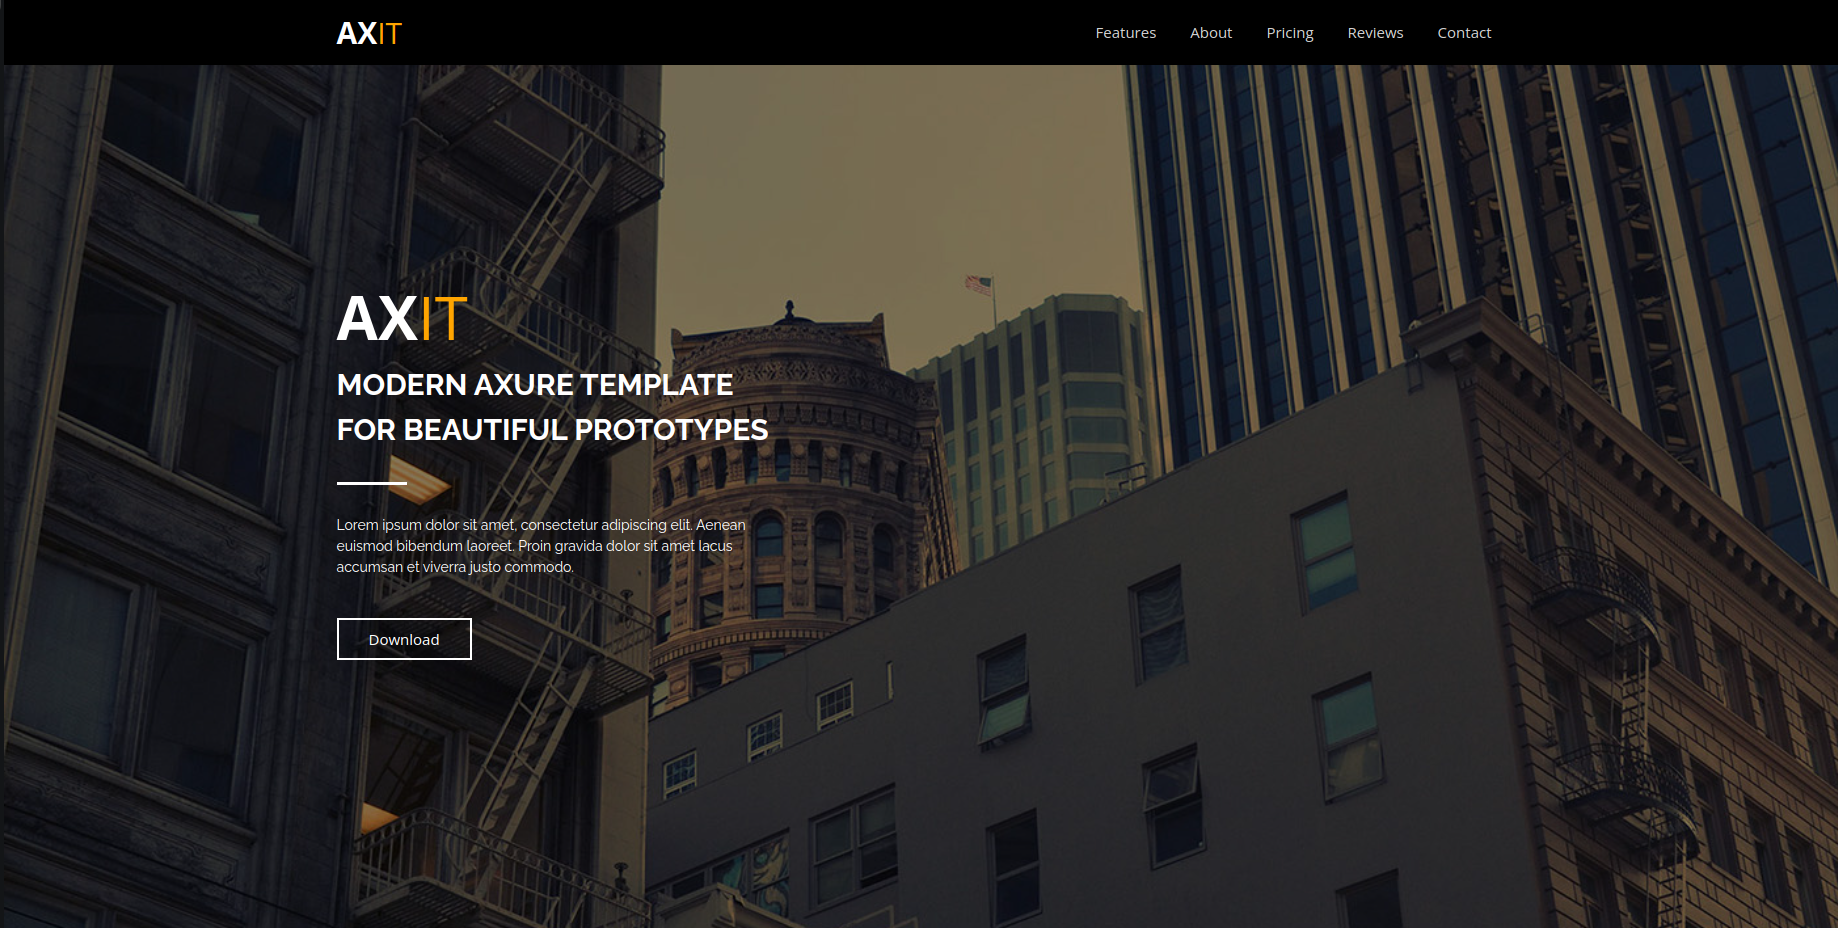 AXIT
Features About Pricing Reviews Contact
AXIT
MODERN AXURE TEMPLATE
FOR BEAUTIFUL PROTOTYPES
Lorem ipsum dolor sit amet, consectetur adipiscing elit. Aenean
euismod bibendum laoreet. Proin gravida dolor sit amet lacus
accumsan et viverra justo commodo.
Download